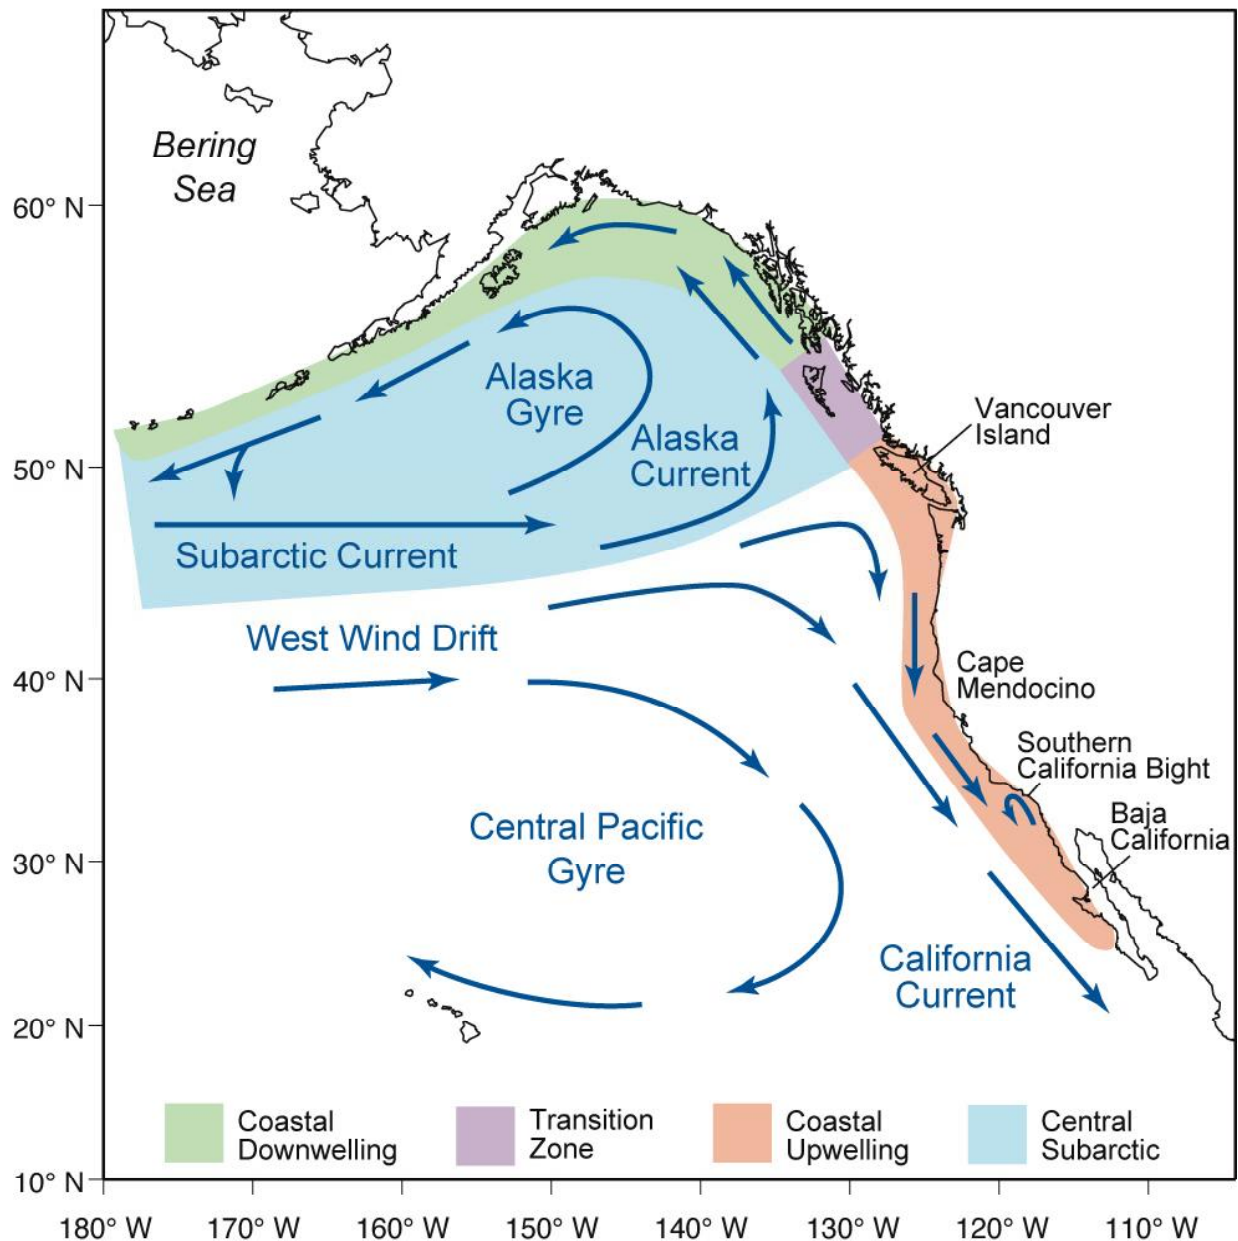 Bering
Sea
60° N
50° N
40° N
30° N
20° N
10° N
Alaska
Gyre
Alaska
Current
Vancouver
Island
Subarctic Current
West Wind Drift
Cape
Mendocino
Southern
California Bight
Baja
California
Central Pacific
Gyre
California
Current
Coastal
Downwelling
Transition
Zone
Coastal
Upwelling
Central
Subarctic
180° W
170° W
160° W
150° W
140° W
130° W
120° W
110° W